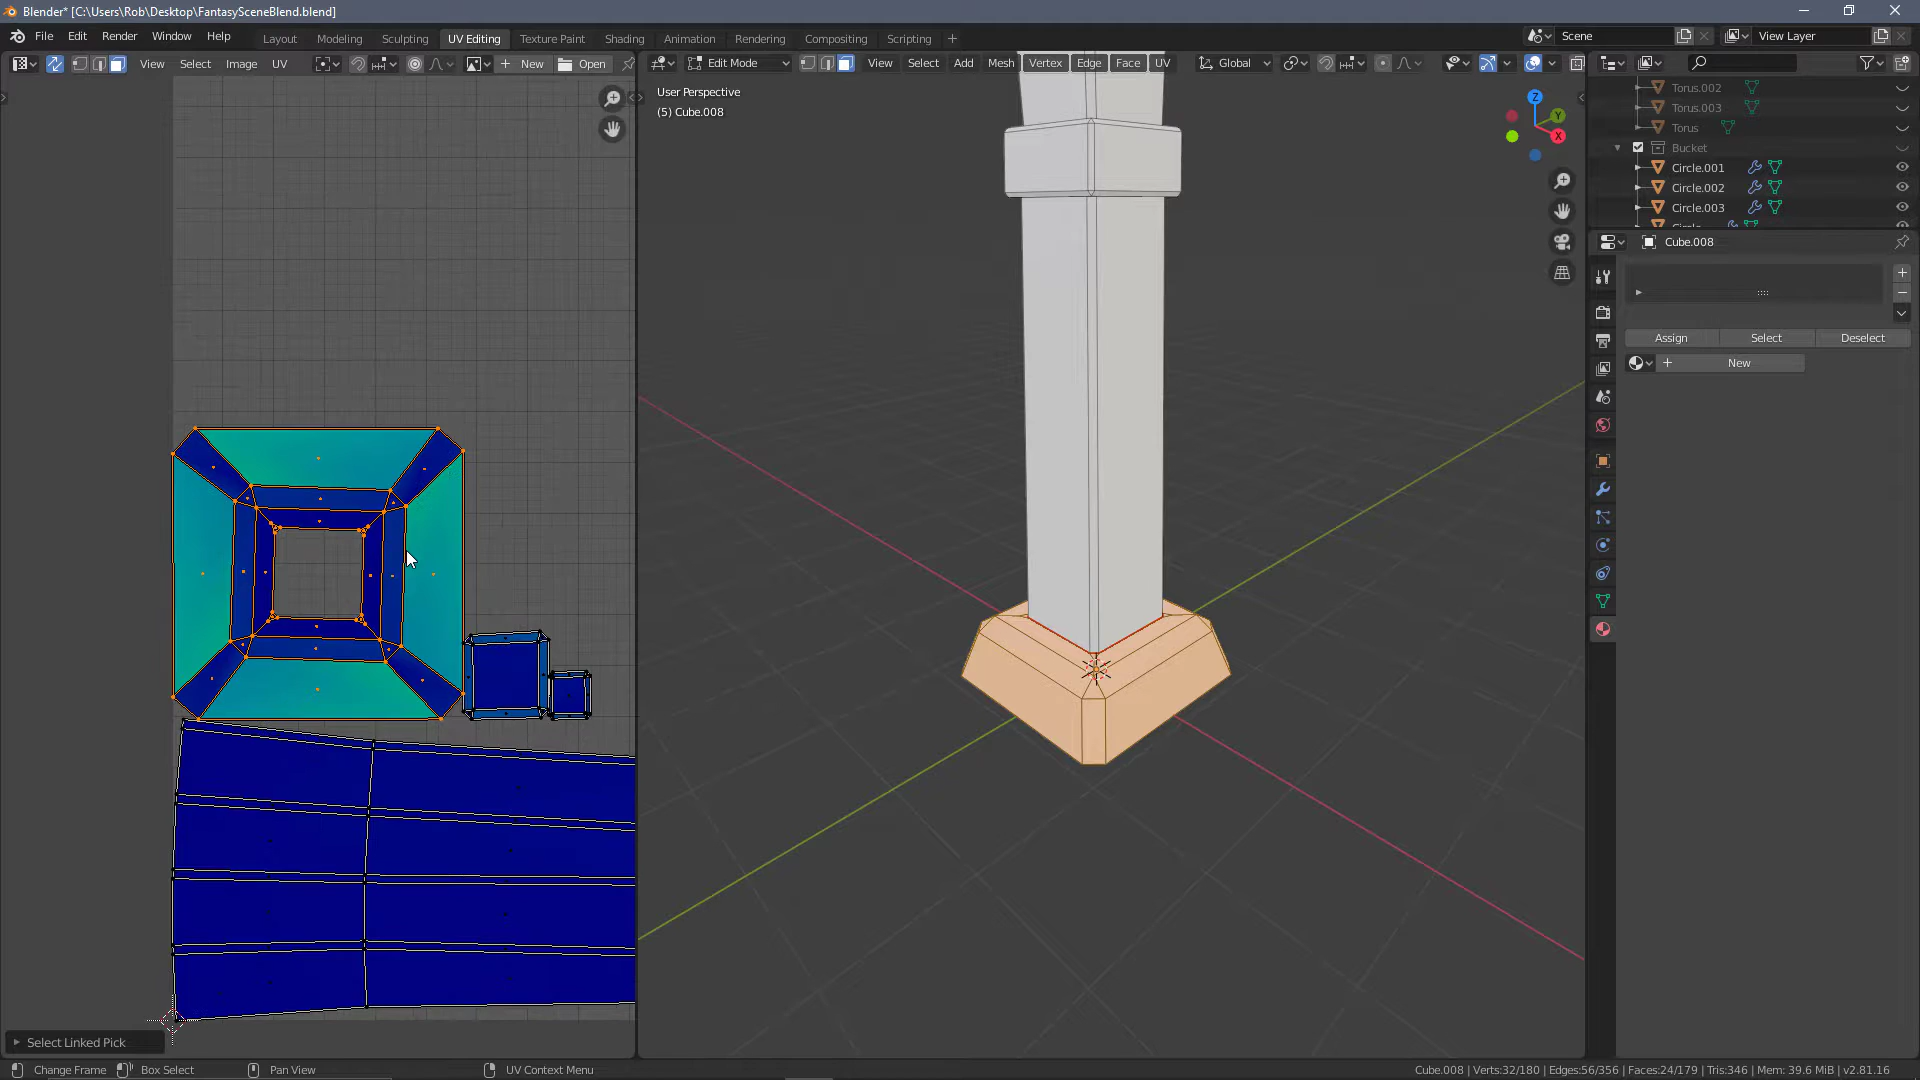 Blender* [C:\Users\Rob\Desktop\FantasySceneBlend.blend]
File Edit Render Window Help
Layout Modeling Sculpting UV Editing Texture Paint Shading Animation Rendering Compositing Scripting +
Scene
View Layer
View Select Image UV
New
Open
Edit Mode
View Select Add Mesh Vertex Edge Face UV
Global
User Perspective
(5) Cube.008
Z
Y
X
Torus.002
Torus.003
Torus
Bucket
Circle.001
Circle.002
Circle.003
Cube.008
Assign Select Deselect
New
Select Linked Pick
Change Frame
Box Select
Pan View
UV Context Menu
Cube.008 | Verts:32/180 | Edges:56/356 | Faces:24/179 | Tris:346 | Mem: 39.6 MiB | v2.81.16